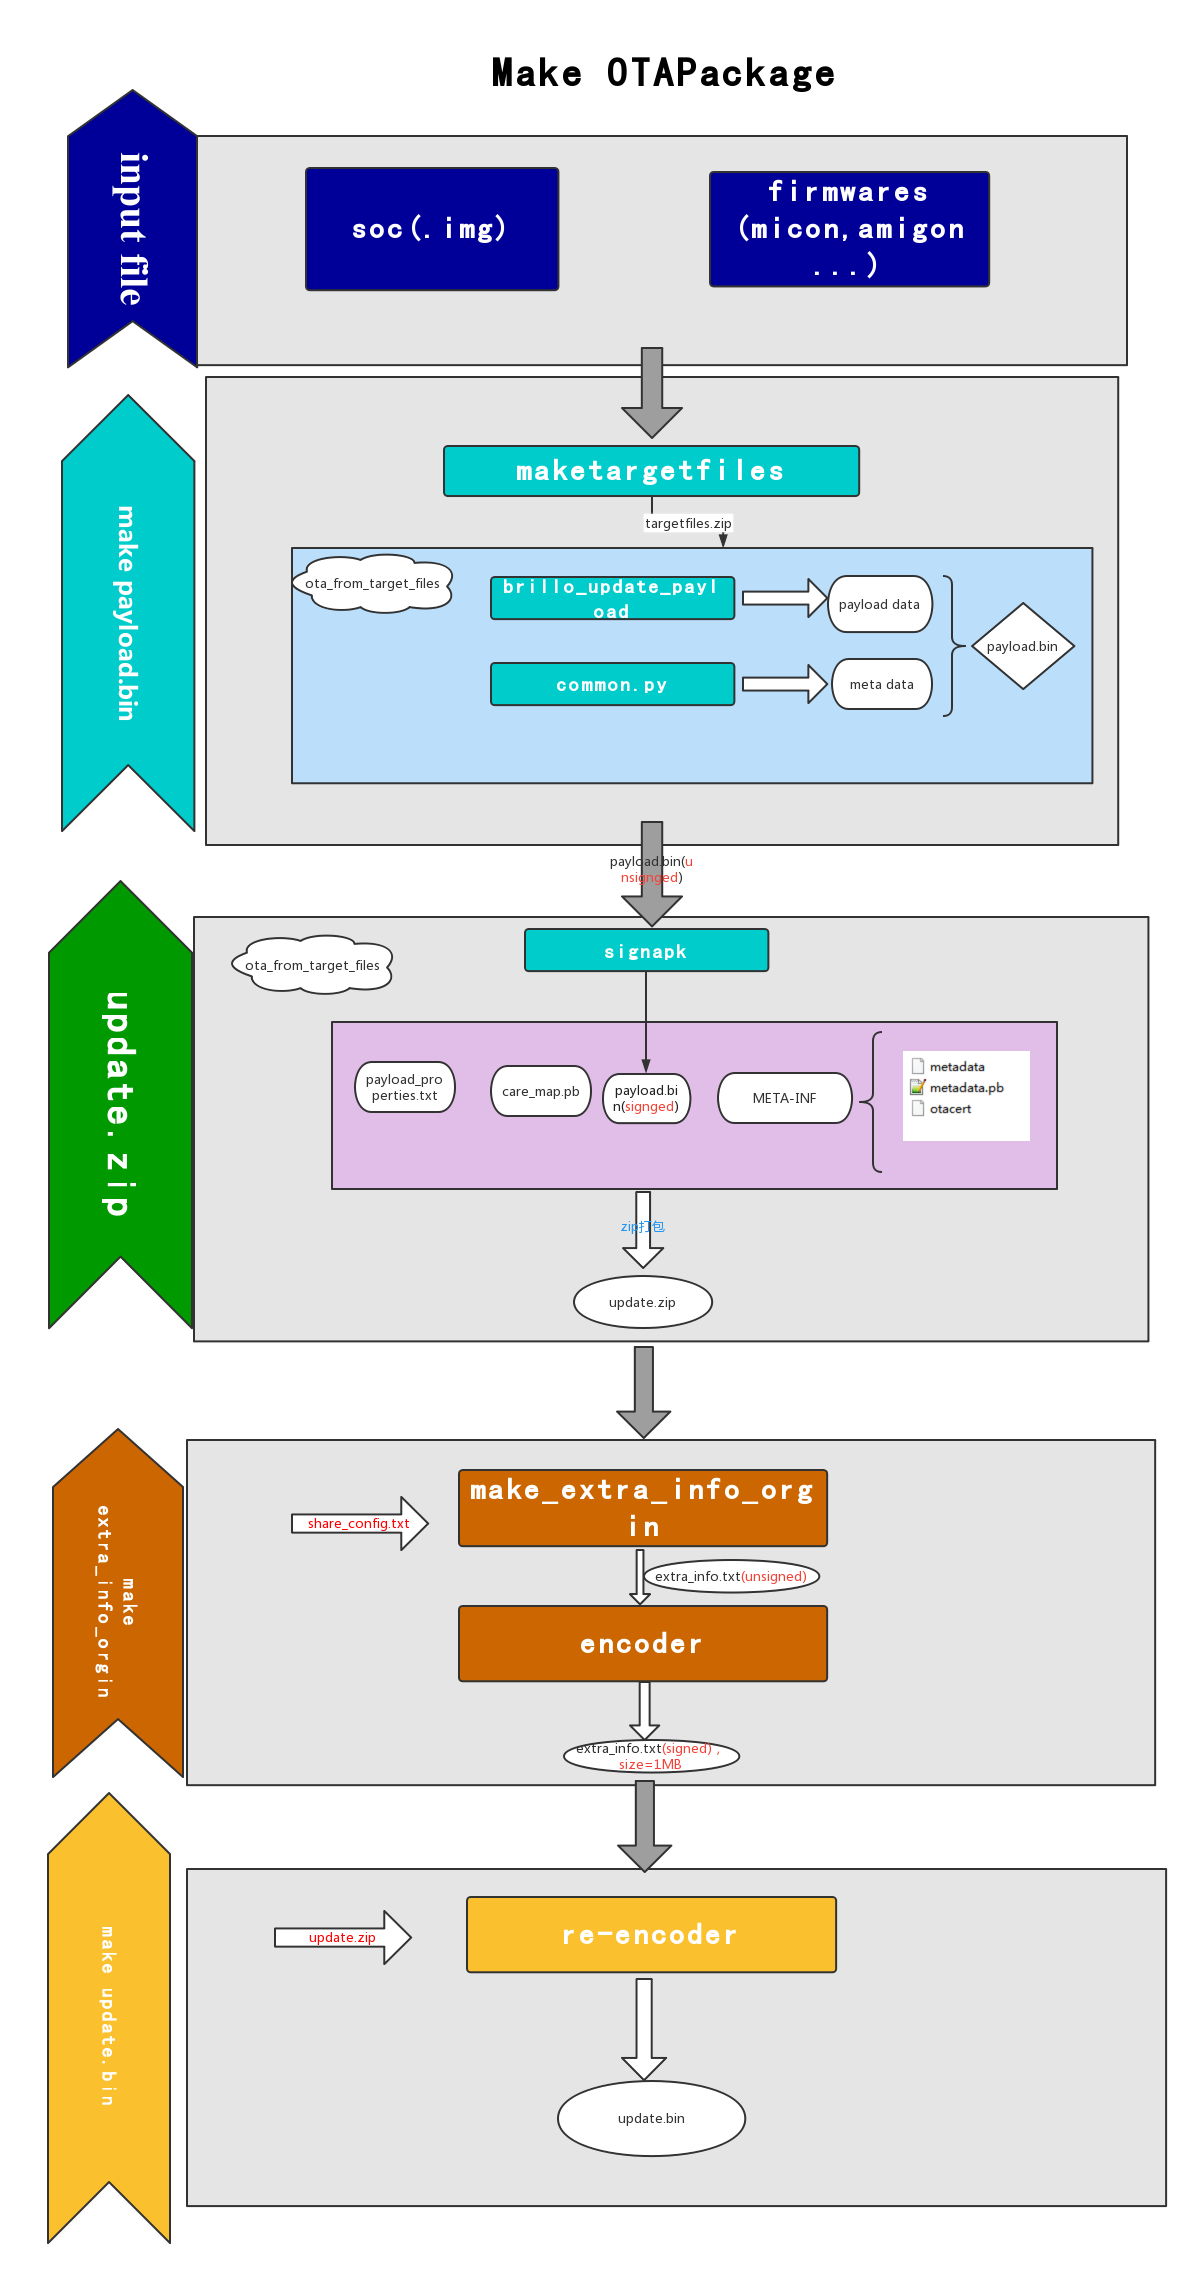 Make OTAPackage
input file
soc(.img)
firmwares
(micon,amigon
...)
make payload.bin
maketargetfiles
targetfiles.zip
ota_from_target_files
brillo_update_payl
oad
payload data
payload.bin
common.py
meta data
payload.bin(u
nsignged)
update.zip
ota_from_target_files
signapk
payload_pro
perties.txt
care_map.pb
payload.bi
n(signged)
META-INF
metadata
metadata.pb
otacert
zip打包
update.zip
make
extra_info_orgin
share_config.txt
make_extra_info_org
in
extra_info.txt(unsigned)
encoder
extra_info.txt(signed) ,
size=1MB
make update.bin
update.zip
re-encoder
update.bin